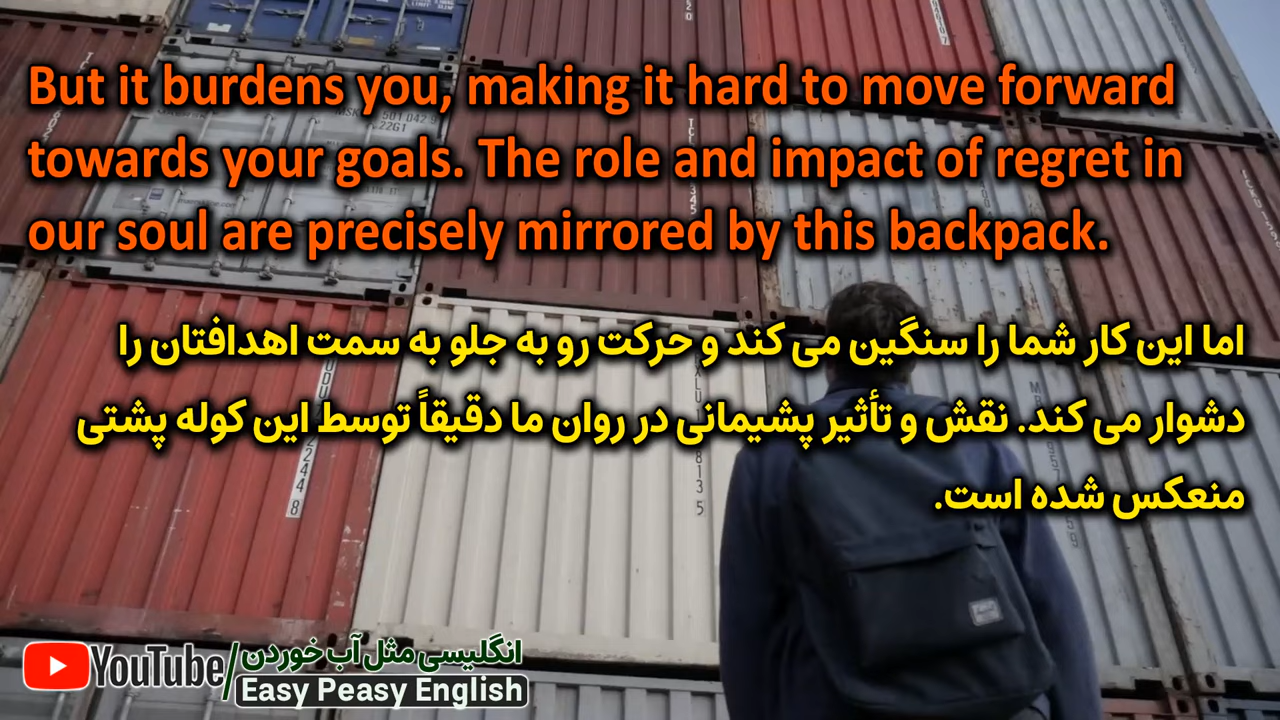 But it burdens you, making it hard to move forward
towards your goals. The role and impact of regret in
our soul are precisely mirrored by this backpack.
اما این کار شما را سنگین می کند و حرکت رو به جلو به سمت اهدافتان را
دشوار می کند. نقش و تأثیر پشیمانی در روان ما دقیقاً توسط این کوله پشتی
منعکس شده است.
YouTube/انگلیسی مثل آب خوردن
Easy Peasy English